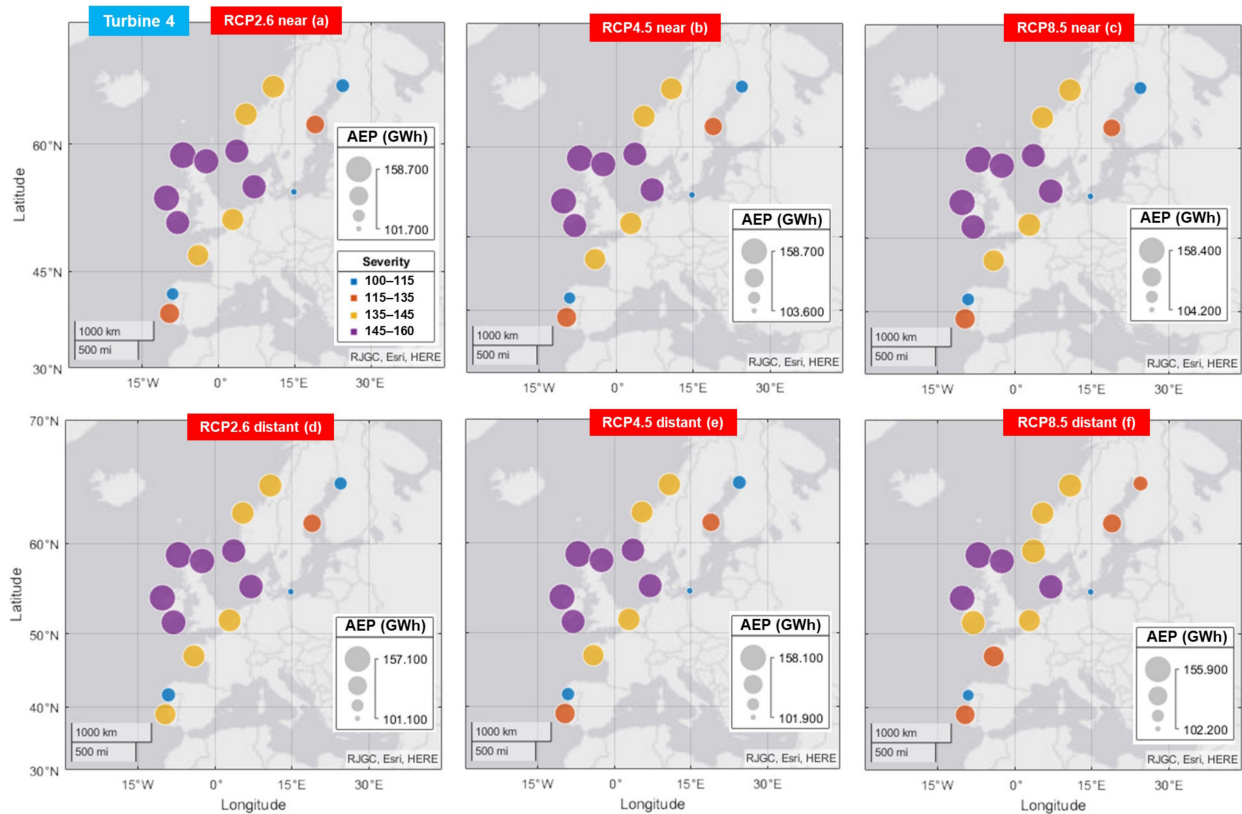 Turbine 4
RCP2.6 near (a)
Latitude
60°N
45°N
30°N
15°W
0°
15°E
30°E
AEP (GWh)
158.700
101.700
Severity
100–115
115–135
135–145
145–160
1000 km
500 mi
RJGC, Esri, HERE
RCP4.5 near (b)
AEP (GWh)
158.700
103.600
1000 km
500 mi
RJGC, Esri, HERE
15°W
0°
15°E
30°E
RCP8.5 near (c)
AEP (GWh)
158.400
104.200
1000 km
500 mi
RJGC, Esri, HERE
15°W
0°
15°E
30°E
RCP2.6 distant (d)
Latitude
70°N
60°N
50°N
40°N
30°N
AEP (GWh)
157.100
101.100
1000 km
500 mi
RJGC, Esri, HERE
15°W
0°
15°E
30°E
Longitude
RCP4.5 distant (e)
AEP (GWh)
158.100
101.900
1000 km
500 mi
RJGC, Esri, HERE
15°W
0°
15°E
30°E
Longitude
RCP8.5 distant (f)
AEP (GWh)
155.900
102.200
1000 km
500 mi
RJGC, Esri, HERE
15°W
0°
15°E
30°E
Longitude